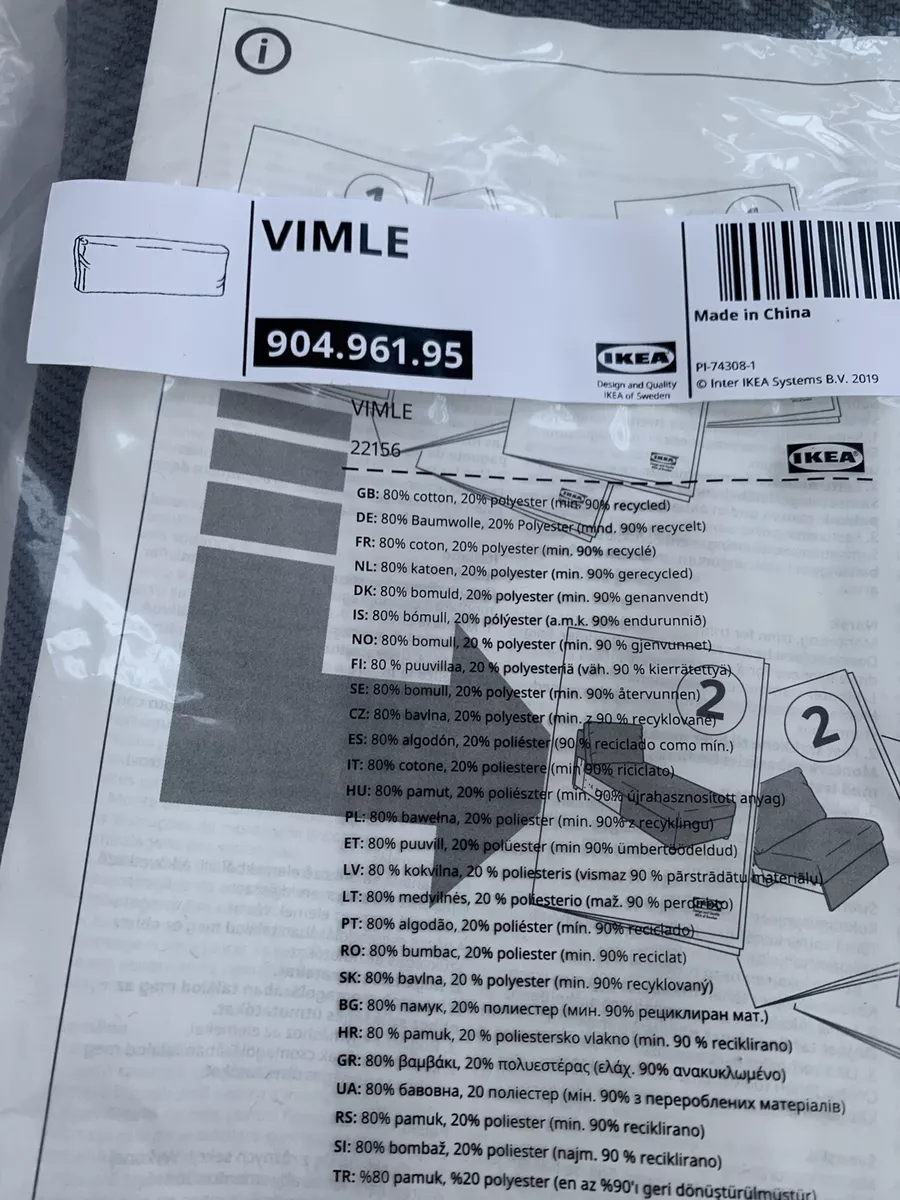 i
1
VIMLE
904.961.95
IKEA
Design and Quality
IKEA of Sweden
Made in China
PI-74308-1
© Inter IKEA Systems B.V. 2019
VIMLE
22156
IKEA
GB: 80% cotton, 20% polyester (min. 90% recycled)
DE: 80% Baumwolle, 20% Polyester (mind. 90% recycelt)
FR: 80% coton, 20% polyester (min. 90% recyclé)
NL: 80% katoen, 20% polyester (min. 90% gerecycled)
DK: 80% bomuld, 20% polyester (min. 90% genanvendt)
IS: 80% bómull, 20% pólýester (a.m.k. 90% endurunnið)
NO: 80% bomull, 20 % polyester (min. 90 % gjenvunnet)
FI: 80 % puuvillaa, 20 % polyesteriä (väh. 90 % kierrätettyä)
SE: 80% bomull, 20% polyester (min. 90% återvunnen)
CZ: 80% bavlna, 20% polyester (min. z 90 % recyklované)
ES: 80% algodón, 20% poliéster (90 % reciclado como mín.)
IT: 80% cotone, 20% poliestere (min 90% riciclato)
HU: 80% pamut, 20% poliészter (min. 90% újrahasznosított anyag)
PL: 80% bawełna, 20% poliester (min. 90% z recyklingu)
ET: 80% puuvill, 20% polüester (min 90% ümbertöödeldud)
LV: 80 % kokvilna, 20 % poliesteris (vismaz 90 % pārstrādātu materiālu)
LT: 80% medvilnės, 20 % poliesterio (maž. 90 % perdirbto)
PT: 80% algodão, 20% poliéster (mín. 90% reciclado)
RO: 80% bumbac, 20% poliester (min. 90% reciclat)
SK: 80% bavlna, 20 % polyester (min. 90% recyklovaný)
BG: 80% памук, 20% полиестер (мин. 90% рециклиран мат.)
HR: 80 % pamuk, 20 % poliestersko vlakno (min. 90 % reciklirano)
GR: 80% βαμβάκι, 20% πολυεστέρας (ελάχ. 90% ανακυκλωμένο)
UA: 80% бавовна, 20 поліестер (мін. 90% з перероблених матеріалів)
RS: 80% pamuk, 20% poliester (min. 90% reciklirano)
SI: 80% bombaž, 20% poliester (najm. 90 % reciklirano)
TR: %80 pamuk, %20 polyester (en az %90'ı geri dönüştürülmüştür)
2
2